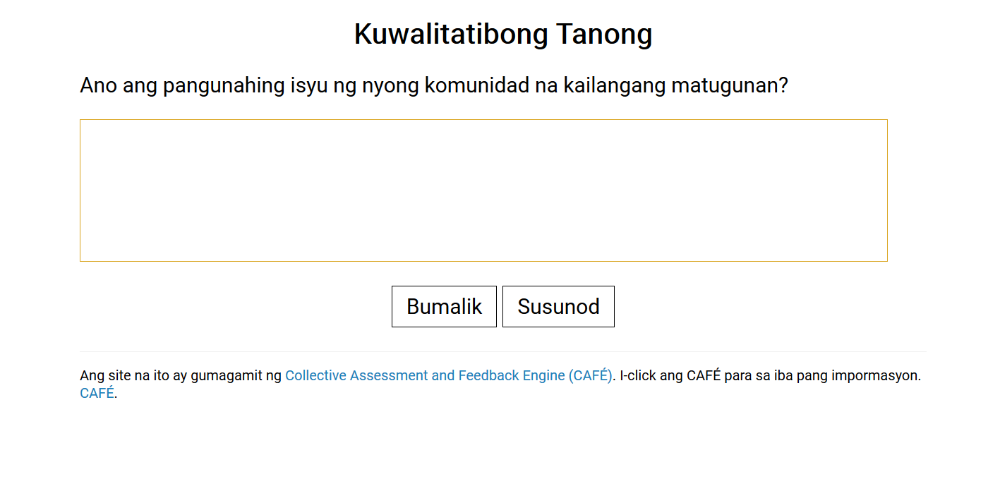 Kuwalitatibong Tanong
Ano ang pangunahing isyu ng nyong komunidad na kailangang matugunan?
Bumalik Susunod
Ang site na ito ay gumagamit ng Collective Assessment and Feedback Engine (CAFÉ). I-click ang CAFÉ para sa iba pang impormasyon.
CAFÉ.